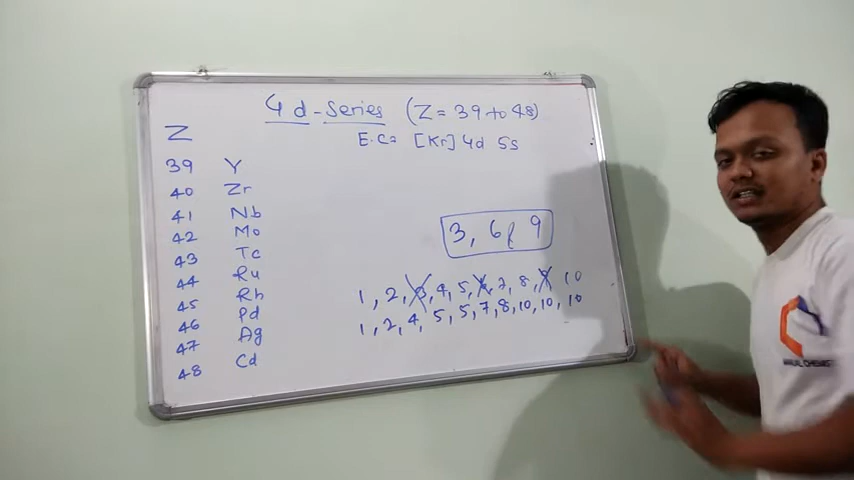 4d-Series (Z = 39 to 48)
E.C = [Kr] 4d 5s
Z
39 Y
40 Zr
41 Nb
42 Mo
43 Tc
44 Ru
45 Rh
46 Pd
47 Ag
48 Cd
3, 6 & 9
1, 2, 3, 4, 5, 6, 7, 8, 9, 10
1, 2, 4, 5, 5, 7, 8, 10, 10, 10
CHEMI